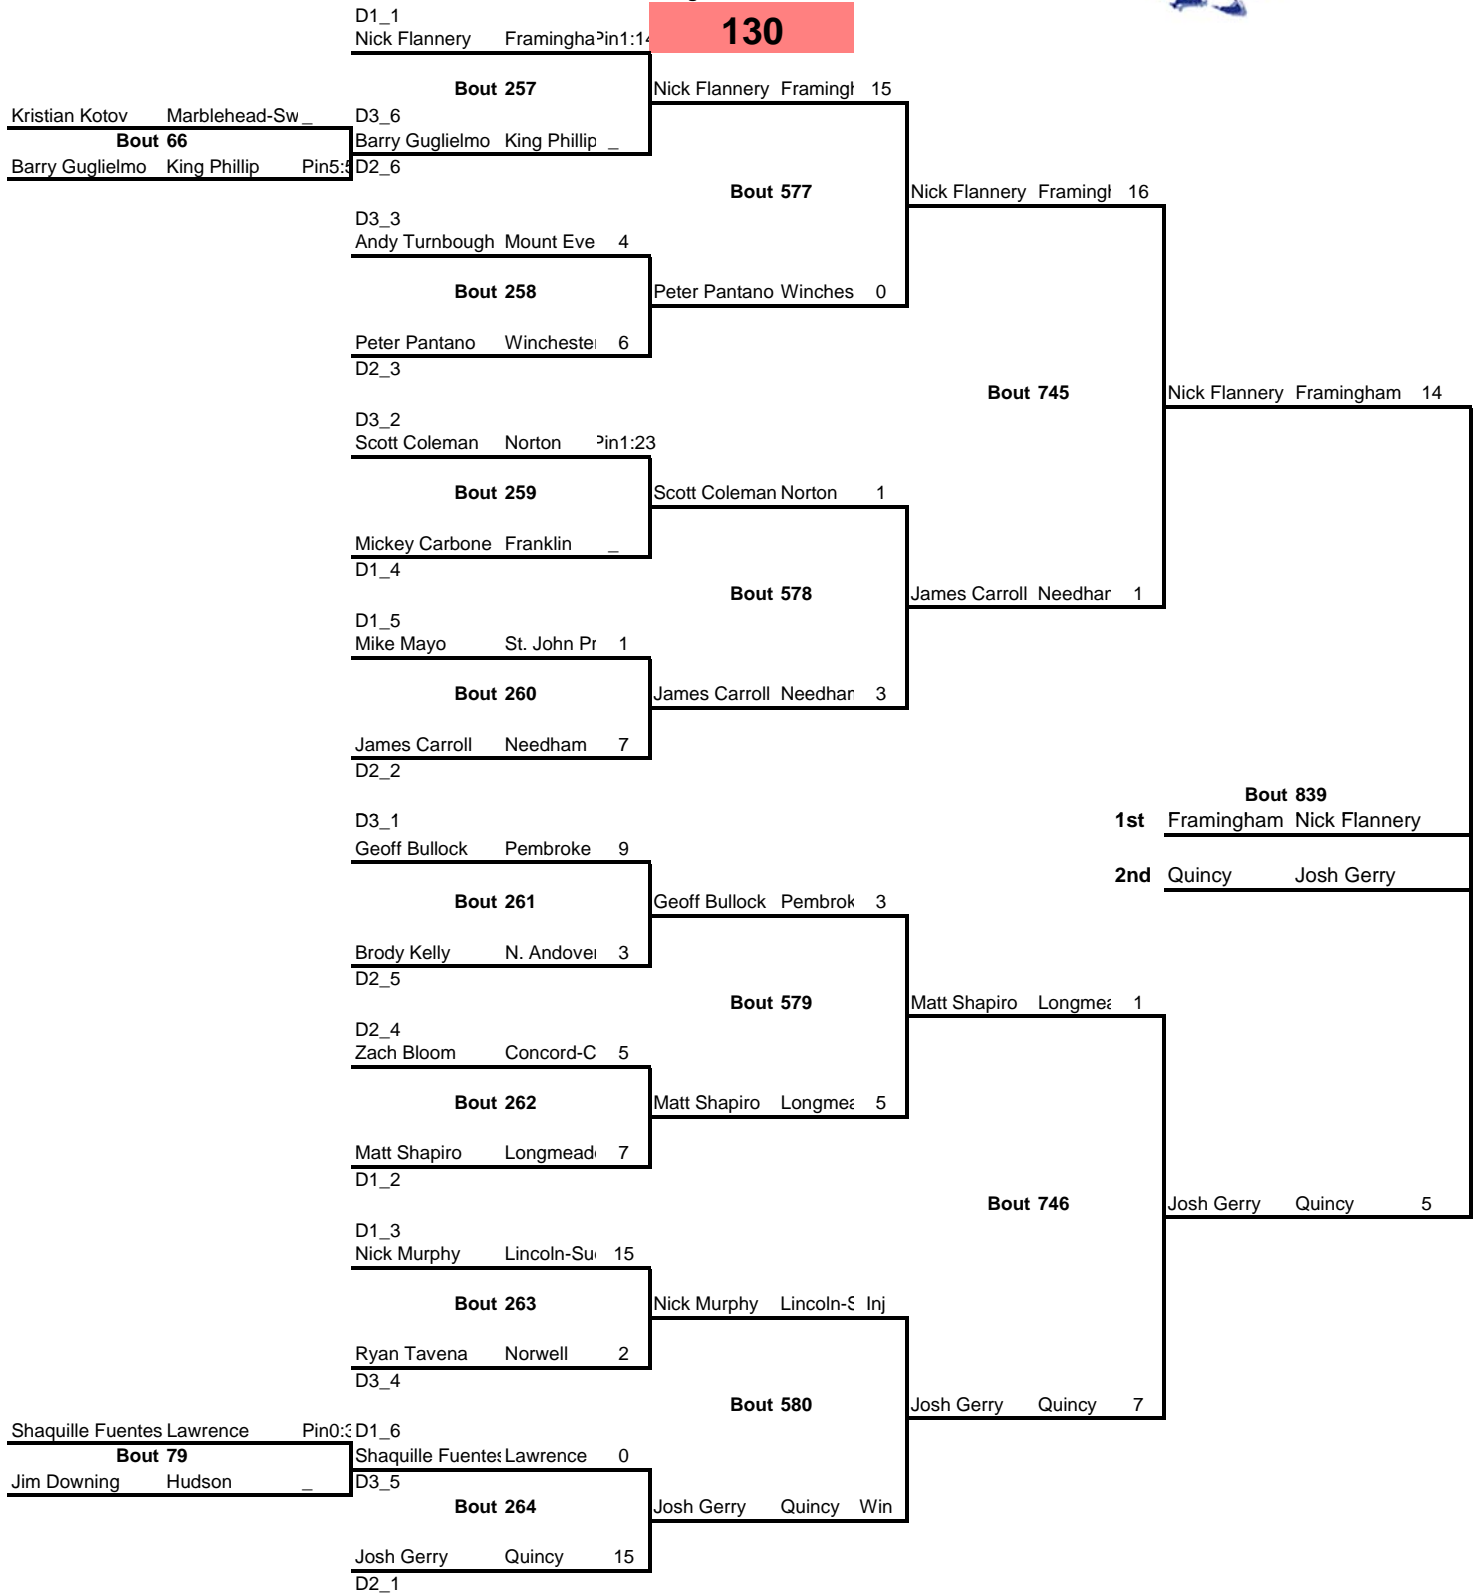 D1_1
130
Nick Flannery Framingha Pin1:14
Bout 257
Nick Flannery Framingh 15
Kristian Kotov Marblehead-Sw _
D3_6
Bout 66
Barry Guglielmo King Phillip _
Barry Guglielmo King Phillip Pin5:5
D2_6
Bout 577
Nick Flannery Framingh 16
D3_3
Andy Turnbough Mount Eve 4
Bout 258
Peter Pantano Winches 0
Peter Pantano Winchester 6
D2_3
Bout 745
Nick Flannery Framingham 14
D3_2
Scott Coleman Norton Pin1:23
Bout 259
Scott Coleman Norton 1
Mickey Carbone Franklin _
D1_4
Bout 578
James Carroll Needhar 1
D1_5
Mike Mayo St. John Pr 1
Bout 260
James Carroll Needhar 3
James Carroll Needham 7
D2_2
Bout 839
D3_1
1st Framingham Nick Flannery
Geoff Bullock Pembroke 9
2nd Quincy Josh Gerry
Bout 261
Geoff Bullock Pembrok 3
Brody Kelly N. Andover 3
D2_5
Bout 579
Matt Shapiro Longmea 1
D2_4
Zach Bloom Concord-C 5
Bout 262
Matt Shapiro Longmea 5
Matt Shapiro Longmeado 7
D1_2
Bout 746
Josh Gerry Quincy 5
D1_3
Nick Murphy Lincoln-Su 15
Bout 263
Nick Murphy Lincoln-S Inj
Ryan Tavena Norwell 2
D3_4
Bout 580
Josh Gerry Quincy 7
Shaquille Fuentes Lawrence Pin0:3
D1_6
Bout 79
Shaquille Fuentes Lawrence 0
Jim Downing Hudson _
D3_5
Bout 264
Josh Gerry Quincy Win
Josh Gerry Quincy 15
D2_1